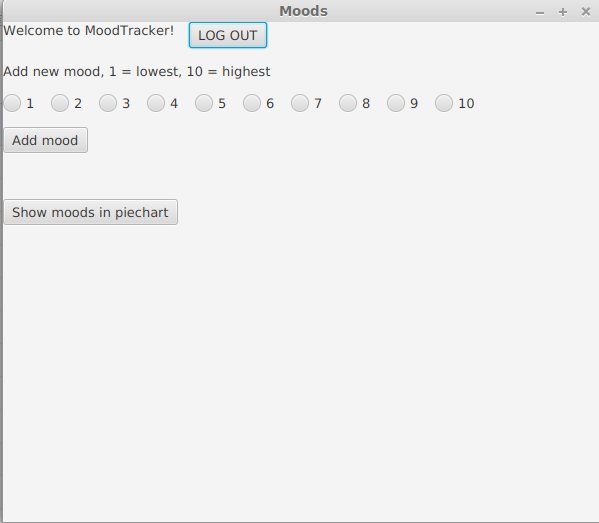 Moods
Welcome to MoodTracker! LOG OUT
Add new mood, 1 = lowest, 10 = highest
1 2 3 4 5 6 7 8 9 10
Add mood
Show moods in piechart